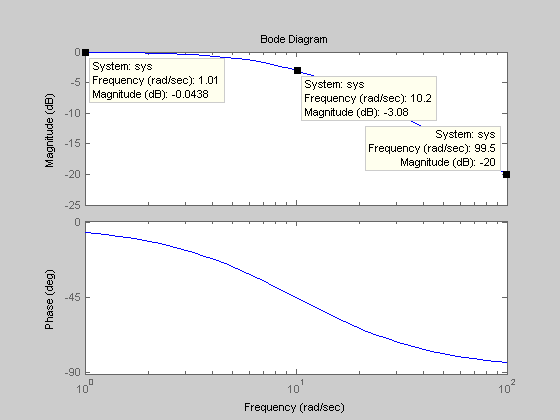 Bode Diagram
Magnitude (dB)
0
-5
-10
-15
-20
-25
System: sys
Frequency (rad/sec): 1.01
Magnitude (dB): -0.0438
System: sys
Frequency (rad/sec): 10.2
Magnitude (dB): -3.08
System: sys
Frequency (rad/sec): 99.5
Magnitude (dB): -20
Phase (deg)
0
-45
-90
10^0 10^1 10^2
Frequency (rad/sec)